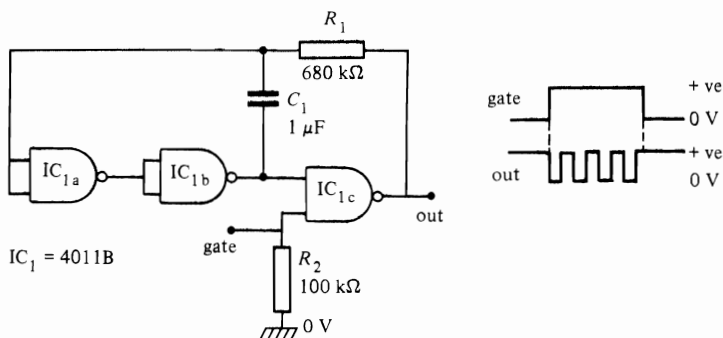 R1
680 kΩ
C1
1 µF
IC1a
IC1b
IC1c
out
gate
R2
100 kΩ
0 V
IC1 = 4011B
gate
+ ve
0 V
out
+ ve
0 V